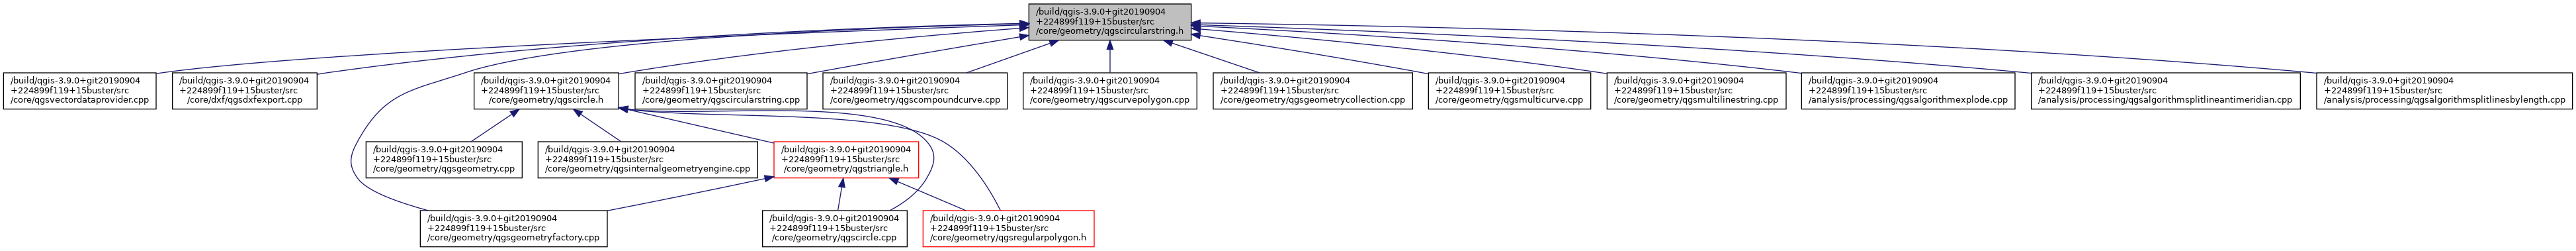 /build/qgis-3.9.0+git20190904
+224899f119+15buster/src
/core/geometry/qgscircularstring.h
/build/qgis-3.9.0+git20190904
+224899f119+15buster/src
/core/qgsvectordataprovider.cpp
/build/qgis-3.9.0+git20190904
+224899f119+15buster/src
/core/dxf/qgsdxfexport.cpp
/build/qgis-3.9.0+git20190904
+224899f119+15buster/src
/core/geometry/qgscircle.h
/build/qgis-3.9.0+git20190904
+224899f119+15buster/src
/core/geometry/qgscircularstring.cpp
/build/qgis-3.9.0+git20190904
+224899f119+15buster/src
/core/geometry/qgscompoundcurve.cpp
/build/qgis-3.9.0+git20190904
+224899f119+15buster/src
/core/geometry/qgscurvepolygon.cpp
/build/qgis-3.9.0+git20190904
+224899f119+15buster/src
/core/geometry/qgsgeometrycollection.cpp
/build/qgis-3.9.0+git20190904
+224899f119+15buster/src
/core/geometry/qgsmulticurve.cpp
/build/qgis-3.9.0+git20190904
+224899f119+15buster/src
/core/geometry/qgsmultilinestring.cpp
/build/qgis-3.9.0+git20190904
+224899f119+15buster/src
/analysis/processing/qgsalgorithmexplode.cpp
/build/qgis-3.9.0+git20190904
+224899f119+15buster/src
/analysis/processing/qgsalgorithmsplitlineantimeridian.cpp
/build/qgis-3.9.0+git20190904
+224899f119+15buster/src
/analysis/processing/qgsalgorithmsplitlinesbylength.cpp
/build/qgis-3.9.0+git20190904
+224899f119+15buster/src
/core/geometry/qgsgeometry.cpp
/build/qgis-3.9.0+git20190904
+224899f119+15buster/src
/core/geometry/qgsinternalgeometryengine.cpp
/build/qgis-3.9.0+git20190904
+224899f119+15buster/src
/core/geometry/qgstriangle.h
/build/qgis-3.9.0+git20190904
+224899f119+15buster/src
/core/geometry/qgsgeometryfactory.cpp
/build/qgis-3.9.0+git20190904
+224899f119+15buster/src
/core/geometry/qgscircle.cpp
/build/qgis-3.9.0+git20190904
+224899f119+15buster/src
/core/geometry/qgsregularpolygon.h